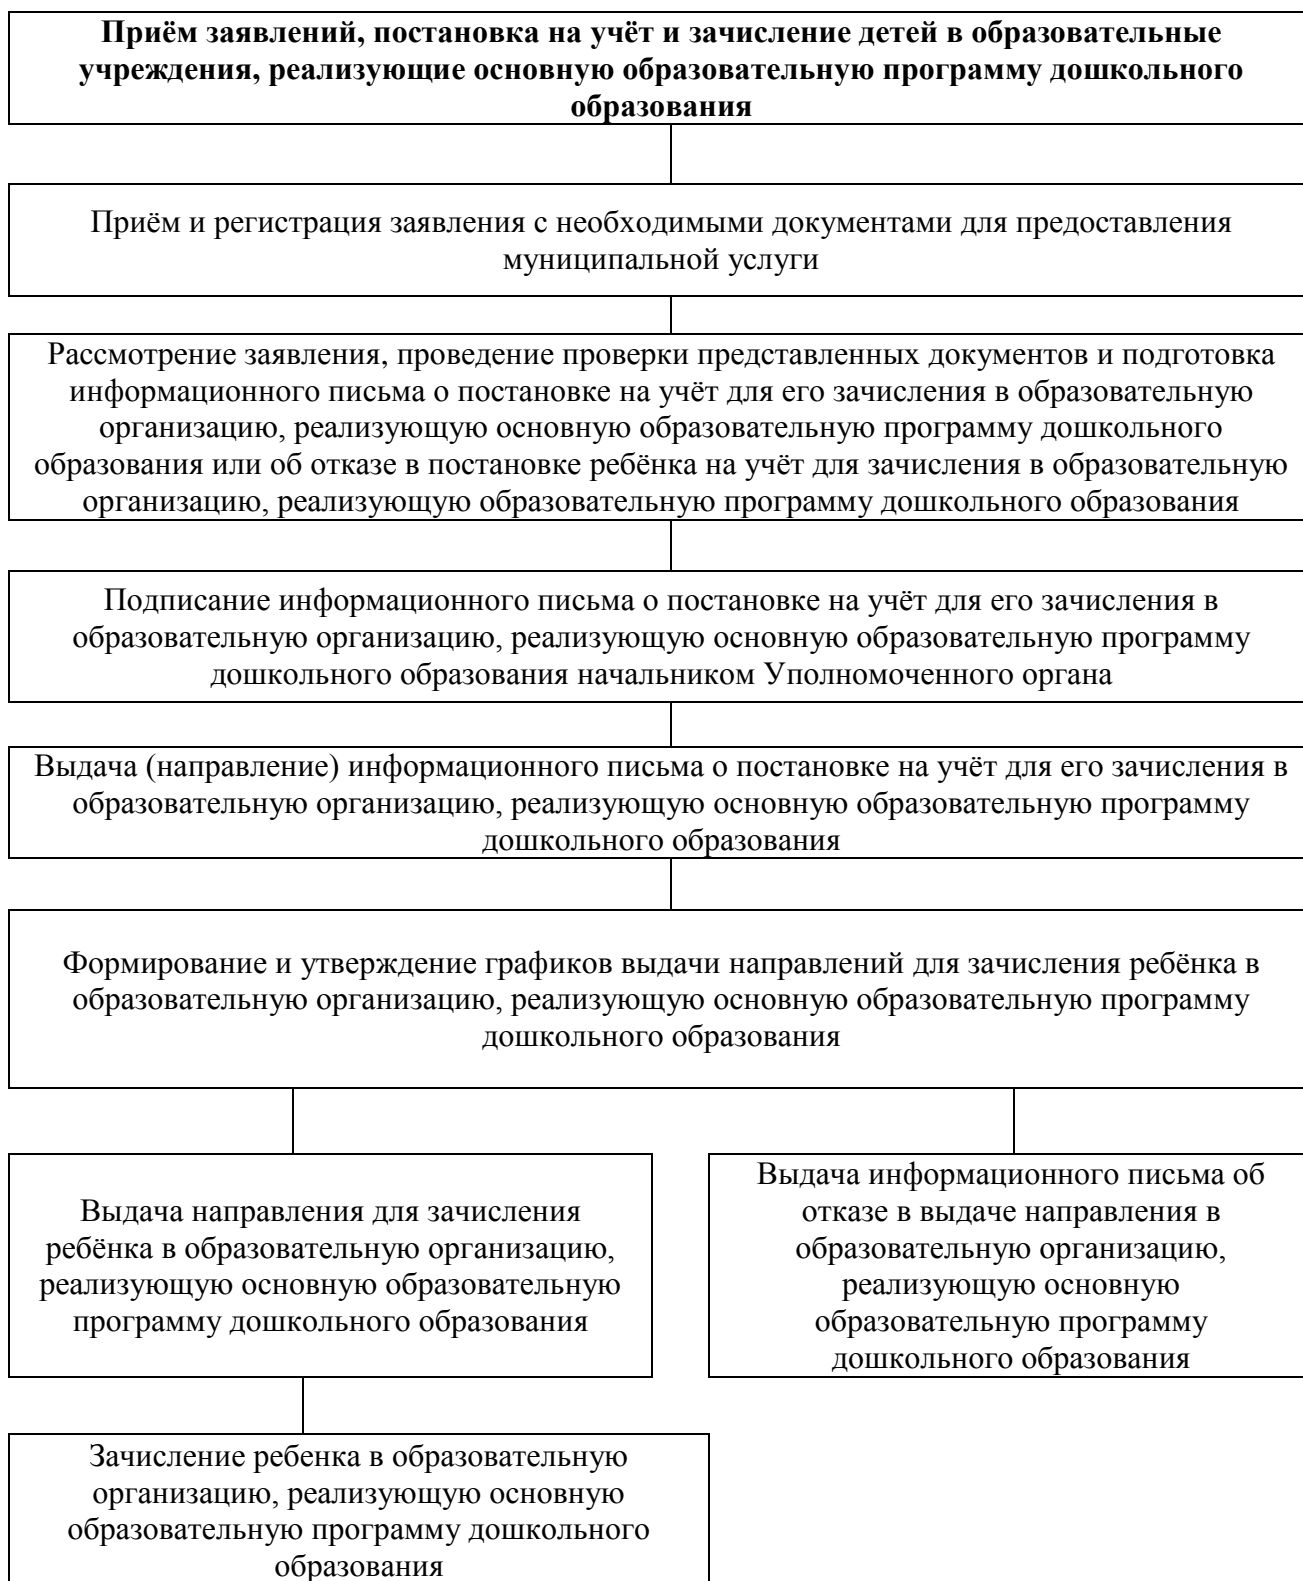 Приём заявлений, постановка на учёт и зачисление детей в образовательные
учреждения, реализующие основную образовательную программу дошкольного
образования
Приём и регистрация заявления с необходимыми документами для предоставления
муниципальной услуги
Рассмотрение заявления, проведение проверки представленных документов и подготовка
информационного письма о постановке на учёт для его зачисления в образовательную
организацию, реализующую основную образовательную программу дошкольного
образования или об отказе в постановке ребёнка на учёт для зачисления в образовательную
организацию, реализующую образовательную программу дошкольного образования
Подписание информационного письма о постановке на учёт для его зачисления в
образовательную организацию, реализующую основную образовательную программу
дошкольного образования начальником Уполномоченного органа
Выдача (направление) информационного письма о постановке на учёт для его зачисления в
образовательную организацию, реализующую основную образовательную программу
дошкольного образования
Формирование и утверждение графиков выдачи направлений для зачисления ребёнка в
образовательную организацию, реализующую основную образовательную программу
дошкольного образования
Выдача направления для зачисления
ребёнка в образовательную организацию,
реализующую основную образовательную
программу дошкольного образования
Выдача информационного письма об
отказе в выдаче направления в
образовательную организацию,
реализующую основную
образовательную программу
дошкольного образования
Зачисление ребенка в образовательную
организацию, реализующую основную
образовательную программу дошкольного
образования